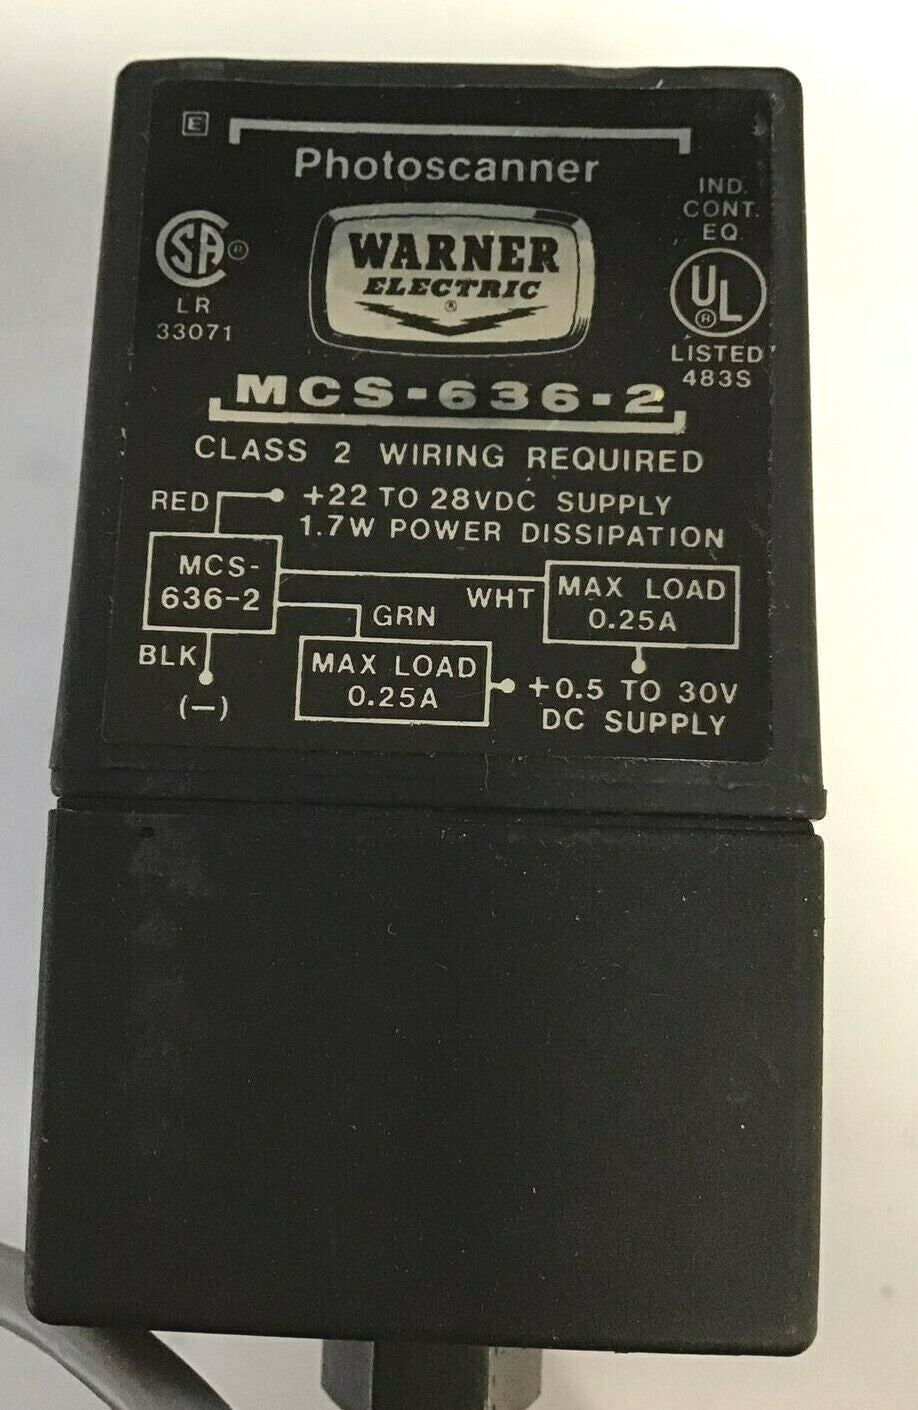 E
Photoscanner
IND.
CONT.
EQ.
SA ®
LR
33071
WARNER
ELECTRIC
®
UL
®
LISTED
483S
MCS-636-2
CLASS 2 WIRING REQUIRED
RED
+22 TO 28VDC SUPPLY
1.7W POWER DISSIPATION
MCS-
636-2
WHT
MAX LOAD
0.25A
GRN
BLK
(-)
MAX LOAD
0.25A
+0.5 TO 30V
DC SUPPLY